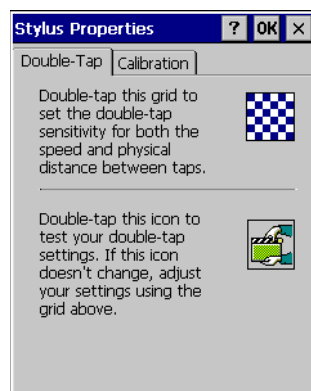 Stylus Properties ? OK ×
Double-Tap Calibration
Double-tap this grid to
set the double-tap
sensitivity for both the
speed and physical
distance between taps.
Double-tap this icon to
test your double-tap
settings. If this icon
doesn't change, adjust
your settings using the
grid above.